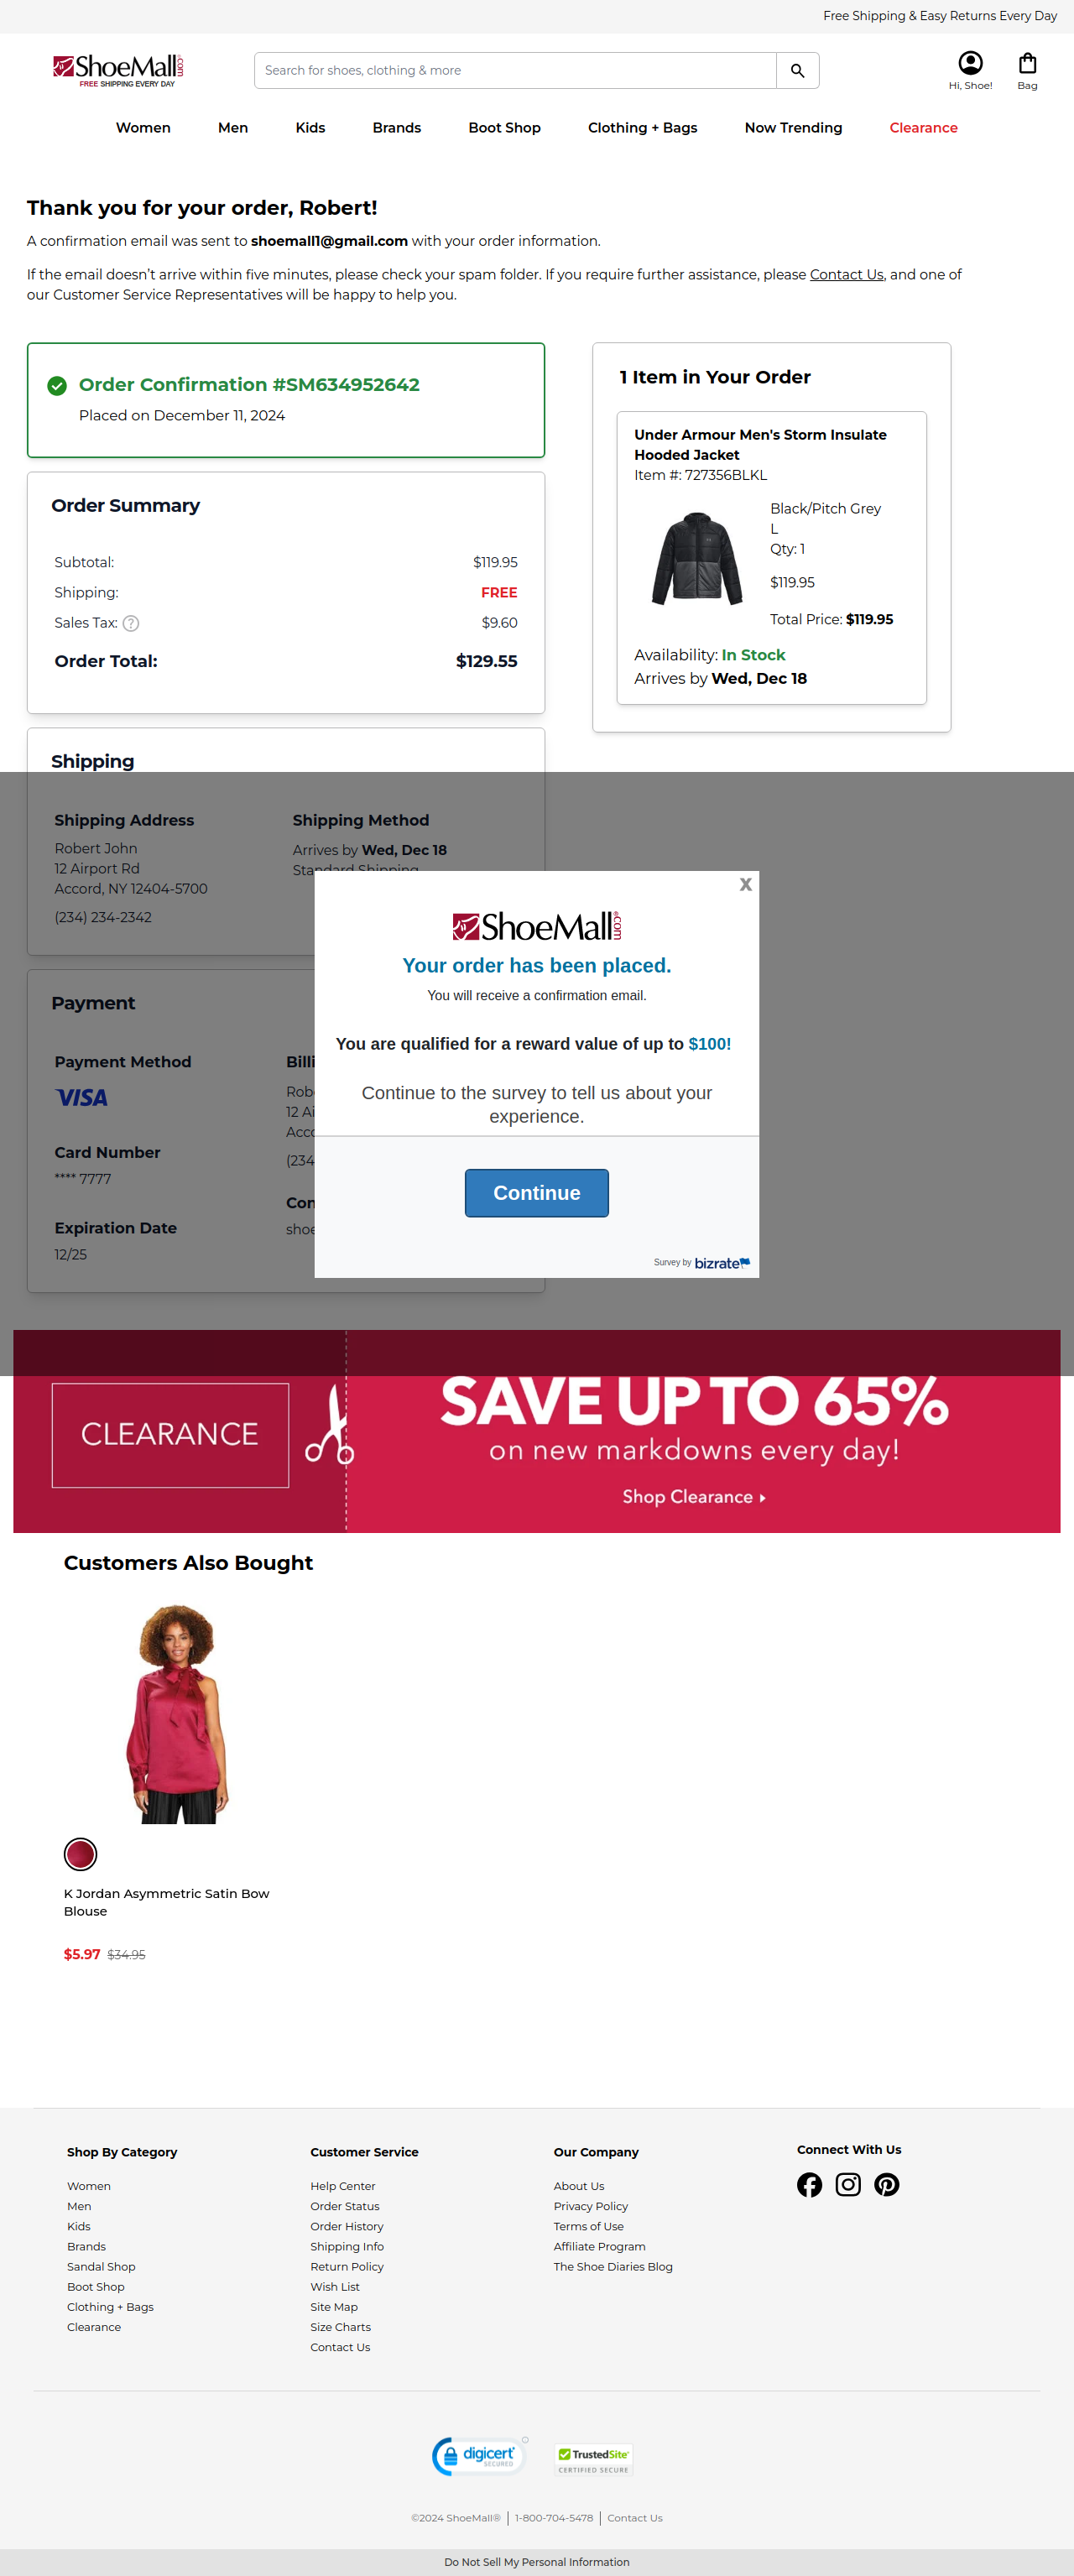 Free Shipping & Easy Returns Every Day
ShoeMall.com
FREE SHIPPING EVERY DAY
Search for shoes, clothing & more
Hi, Shoe!
Bag
Women
Men
Kids
Brands
Boot Shop
Clothing + Bags
Now Trending
Clearance
Thank you for your order, Robert!
A confirmation email was sent to shoemall1@gmail.com with your order information.
If the email doesn't arrive within five minutes, please check your spam folder. If you require further assistance, please Contact Us, and one of
our Customer Service Representatives will be happy to help you.
Order Confirmation #SM634952642
Placed on December 11, 2024
Order Summary
Subtotal: $119.95
Shipping: FREE
Sales Tax: ? $9.60
Order Total: $129.55
1 Item in Your Order
Under Armour Men's Storm Insulate
Hooded Jacket
Item #: 727356BLKL
Black/Pitch Grey
L
Qty: 1
$119.95
Total Price: $119.95
Availability: In Stock
Arrives by Wed, Dec 18
Shipping
Shipping Address
Robert John
12 Airport Rd
Accord, NY 12404-5700
(234) 234-2342
Shipping Method
Arrives by Wed, Dec 18
Standard Shipping
Payment
Payment Method
VISA
Card Number
**** 7777
Expiration Date
12/25
Billi
Rob
12 Ai
Acco
(234
Con
shoe
X
ShoeMall.com
Your order has been placed.
You will receive a confirmation email.
You are qualified for a reward value of up to $100!
Continue to the survey to tell us about your
experience.
Continue
Survey by bizrate
CLEARANCE
SAVE UP TO 65%
on new markdowns every day!
Shop Clearance
Customers Also Bought
K Jordan Asymmetric Satin Bow
Blouse
$5.97 $34.95
Shop By Category
Women
Men
Kids
Brands
Sandal Shop
Boot Shop
Clothing + Bags
Clearance
Customer Service
Help Center
Order Status
Order History
Shipping Info
Return Policy
Wish List
Site Map
Size Charts
Contact Us
Our Company
About Us
Privacy Policy
Terms of Use
Affiliate Program
The Shoe Diaries Blog
Connect With Us
digicert
SECURED
TrustedSite
CERTIFIED SECURE
©2024 ShoeMall® | 1-800-704-5478 | Contact Us
Do Not Sell My Personal Information